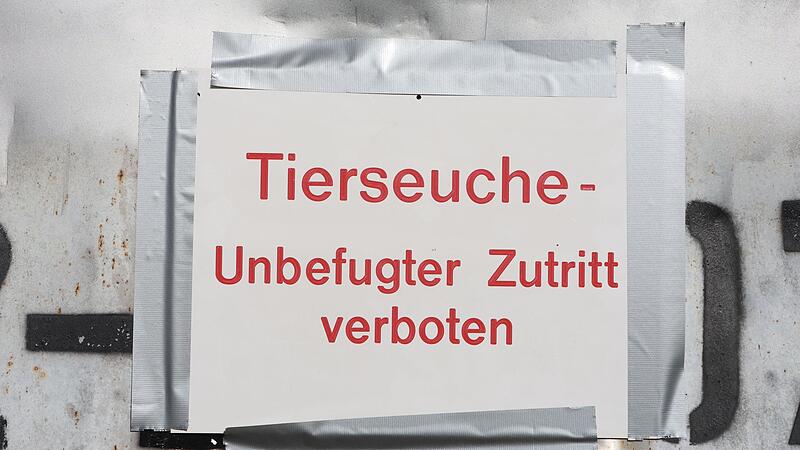 Tierseuche-
Unbefugter Zutritt
verboten